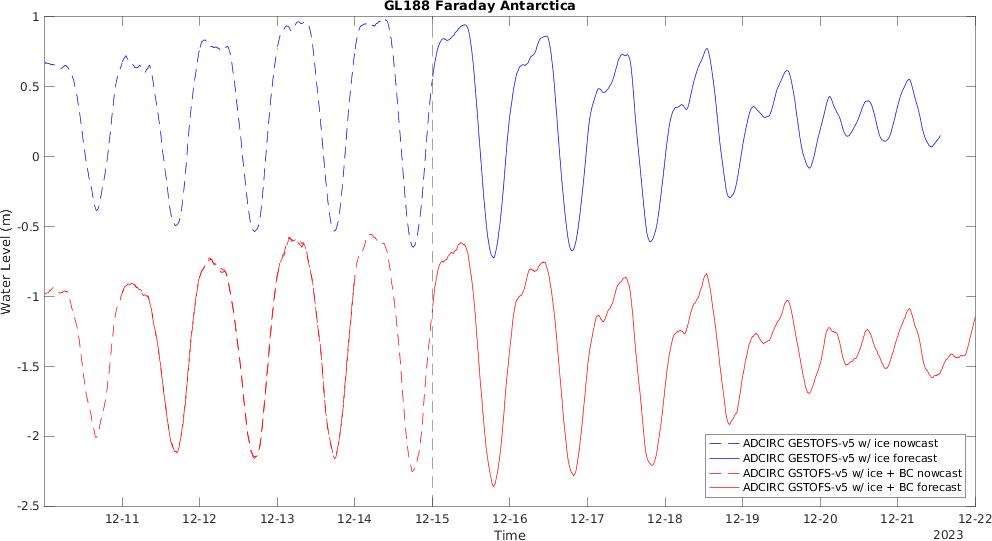 GL188 Faraday Antarctica
1
0.5
0
-0.5
-1
-1.5
-2
-2.5
Water Level (m)
ADCIRC GESTOFS-v5 w/ ice nowcast
ADCIRC GESTOFS-v5 w/ ice forecast
ADCIRC GSTOFS-v5 w/ ice + BC nowcast
ADCIRC GSTOFS-v5 w/ ice + BC forecast
12-11 12-12 12-13 12-14 12-15 12-16 12-17 12-18 12-19 12-20 12-21 12-22
Time
2023